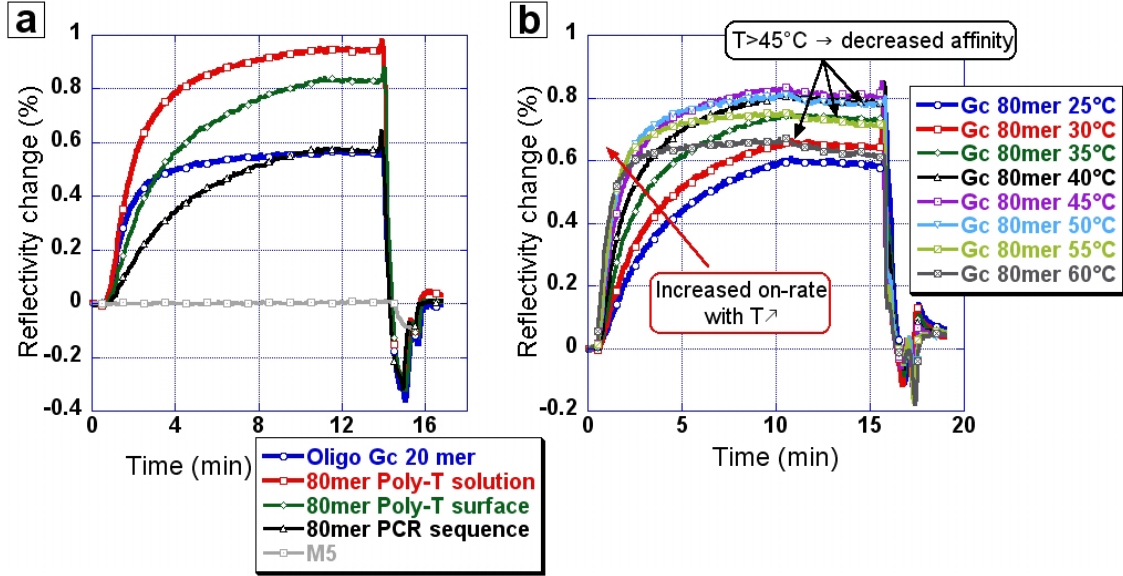 a
Reflectivity change (%)
1
0.8
0.6
0.4
0.2
0
-0.2
-0.4
0 4 8 12 16
Time (min)
Oligo Gc 20 mer
80mer Poly-T solution
80mer Poly-T surface
80mer PCR sequence
M5
b
Reflectivity change (%)
1
0.8
0.6
0.4
0.2
0
-0.2
0 5 10 15 20
Time (min)
T>45°C → decreased affinity
Increased on-rate
with T↗
Gc 80mer 25°C
Gc 80mer 30°C
Gc 80mer 35°C
Gc 80mer 40°C
Gc 80mer 45°C
Gc 80mer 50°C
Gc 80mer 55°C
Gc 80mer 60°C